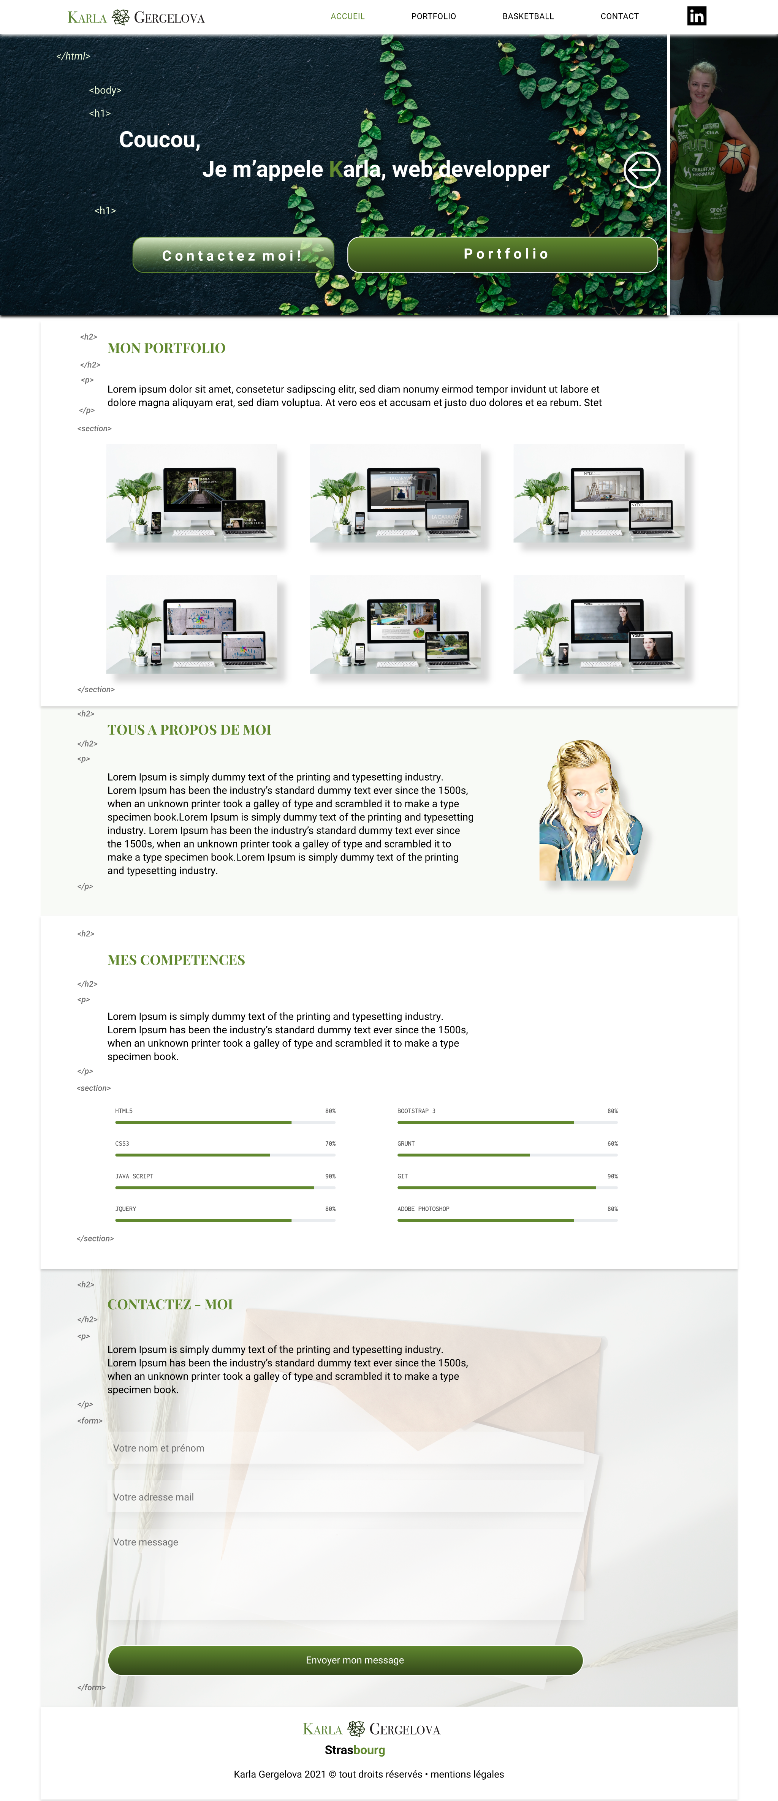 KARLA GERGELOVA
ACCUEIL PORTFOLIO BASKETBALL CONTACT in
</html>
<body>
<h1>
Coucou,
Je m'appele Karla, web developper
<h1>
Contactez moi!
Portfolio
7
<h2>
MON PORTFOLIO
</h2>
<p>
Lorem ipsum dolor sit amet, consetetur sadipscing elitr, sed diam nonumy eirmod tempor invidunt ut labore et
dolore magna aliquyam erat, sed diam voluptua. At vero eos et accusam et justo duo dolores et ea rebum. Stet
</p>
<section>
</section>
<h2>
TOUS A PROPOS DE MOI
</h2>
<p>
Lorem Ipsum is simply dummy text of the printing and typesetting industry.
Lorem Ipsum has been the industry's standard dummy text ever since the 1500s,
when an unknown printer took a galley of type and scrambled it to make a type
specimen book.Lorem Ipsum is simply dummy text of the printing and typesetting
industry. Lorem Ipsum has been the industry's standard dummy text ever since
the 1500s, when an unknown printer took a galley of type and scrambled it to
make a type specimen book.Lorem Ipsum is simply dummy text of the printing
and typesetting industry.
</p>
<h2>
MES COMPETENCES
</h2>
<p>
Lorem Ipsum is simply dummy text of the printing and typesetting industry.
Lorem Ipsum has been the industry's standard dummy text ever since the 1500s,
when an unknown printer took a galley of type and scrambled it to make a type
specimen book.
</p>
<section>
HTML5 80% BOOTSTRAP 3 80%
CSS3 70% GRUNT 60%
JAVA SCRIPT 90% GIT 90%
JQUERY 80% ADOBE PHOTOSHOP 80%
</section>
<h2>
CONTACTEZ - MOI
</h2>
<p>
Lorem Ipsum is simply dummy text of the printing and typesetting industry.
Lorem Ipsum has been the industry's standard dummy text ever since the 1500s,
when an unknown printer took a galley of type and scrambled it to make a type
specimen book.
</p>
<form>
Votre nom et prénom
Votre adresse mail
Votre message
Envoyer mon message
</form>
KARLA GERGELOVA
Strasbourg
Karla Gergelova 2021 © tout droits réservés • mentions légales